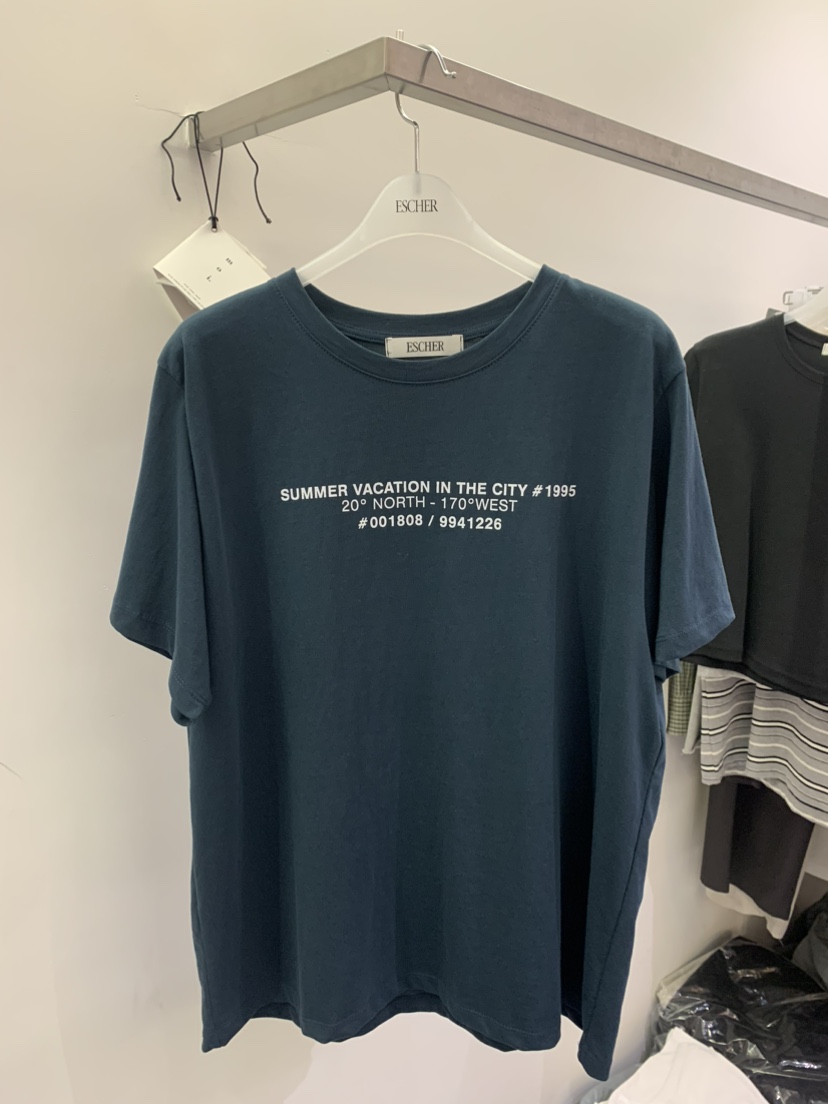 ESCHER
ESCHER
SUMMER VACATION IN THE CITY #1995
20° NORTH - 170°WEST
#001808 / 9941226